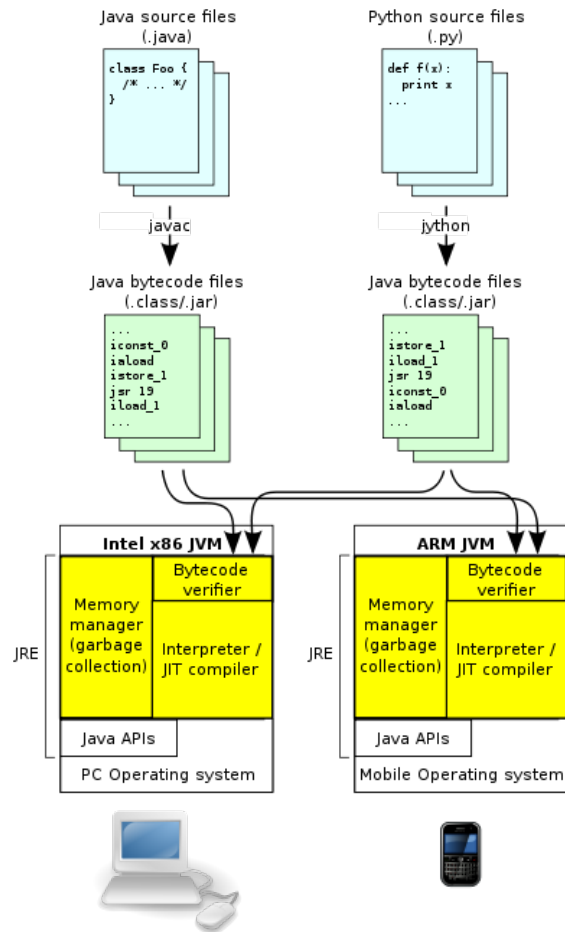 Java source files
(.java)
class Foo {
/* ... */
}
javac
Java bytecode files
(.class/.jar)
...
iconst_0
iaload
istore_1
jsr 19
iload_1
...
Python source files
(.py)
def f(x):
print x
...
jython
Java bytecode files
(.class/.jar)
...
istore_1
iload_1
jsr 19
iconst_0
iaload
...
Intel x86 JVM
JRE
Memory
manager
(garbage
collection)
Bytecode
verifier
Interpreter /
JIT compiler
Java APIs
PC Operating system
ARM JVM
JRE
Memory
manager
(garbage
collection)
Bytecode
verifier
Interpreter /
JIT compiler
Java APIs
Mobile Operating system